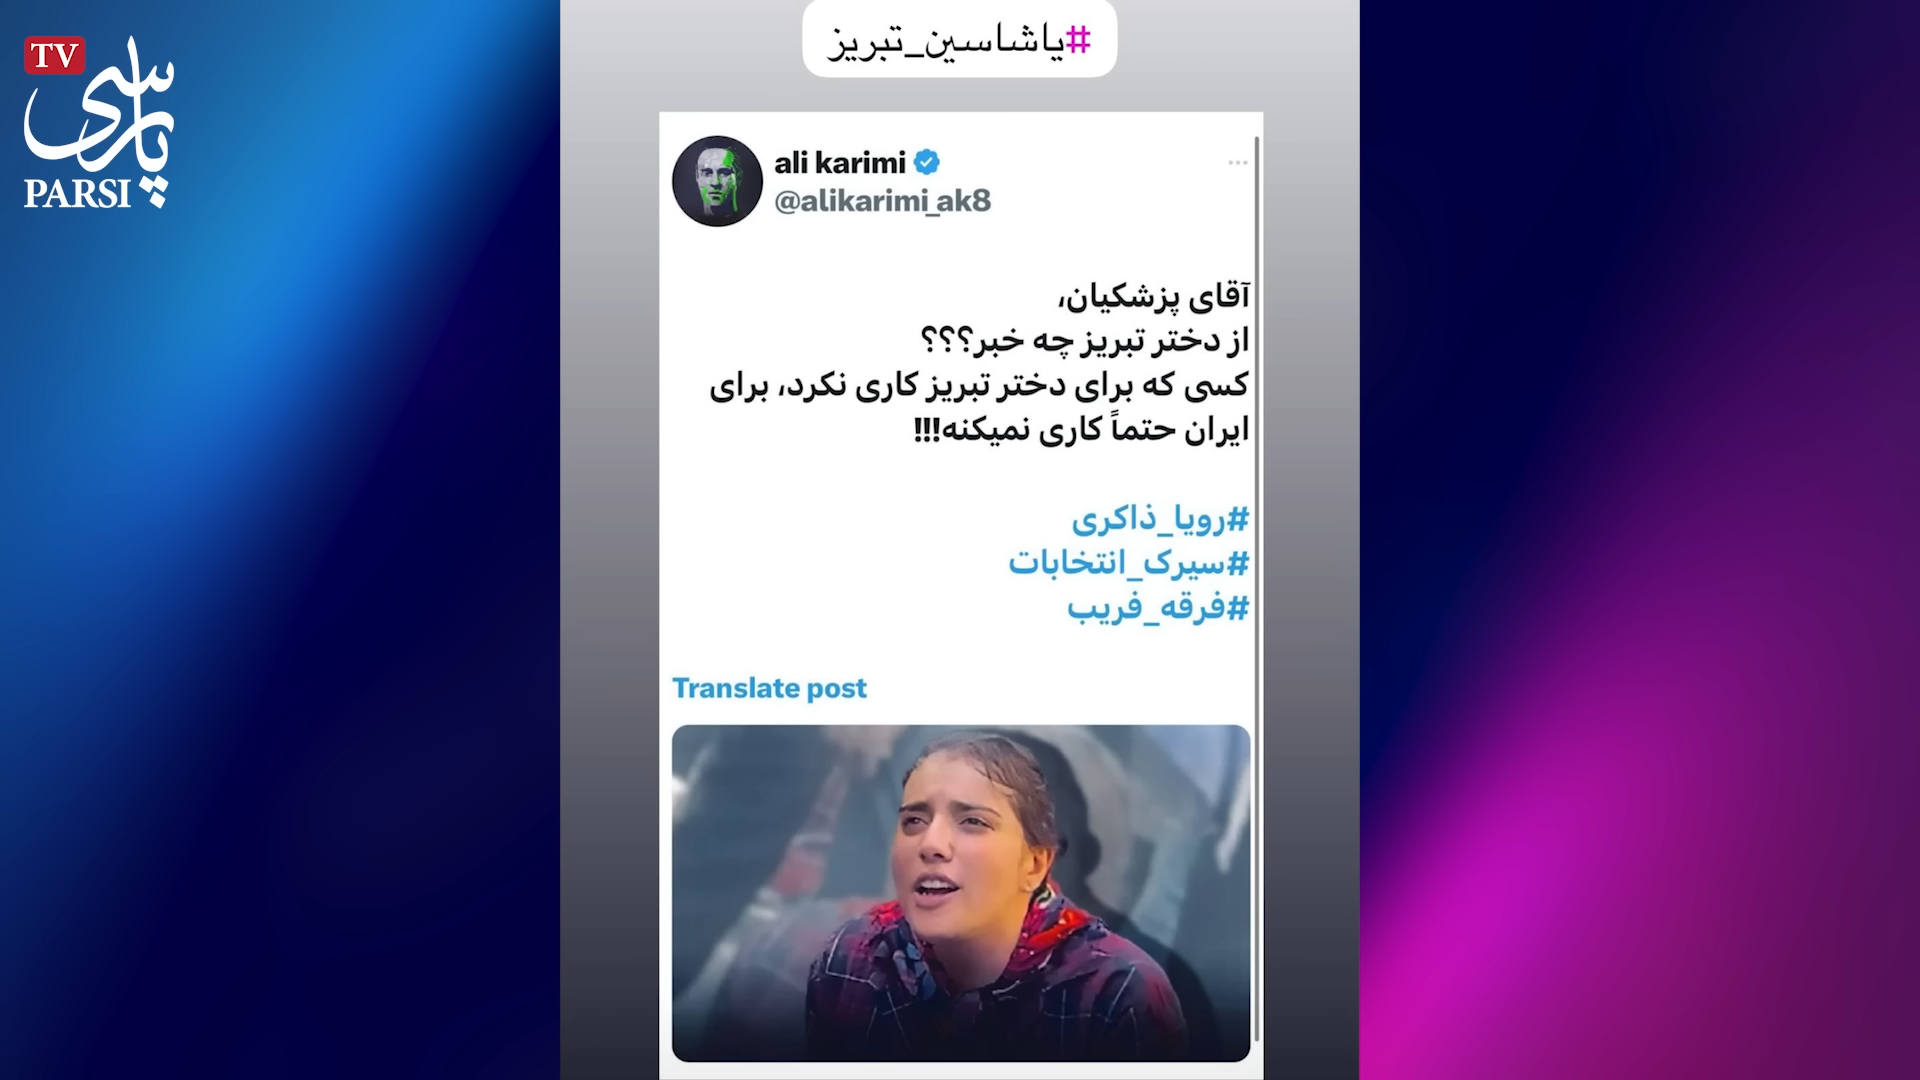 TV
پارسی
PARSI
#یاشاسین_تبریز
ali karimi
@alikarimi_ak8
آقای پزشکیان،
از دختر تبریز چه خبر؟؟؟
کسی که برای دختر تبریز کاری نکرد، برای
ایران حتماً کاری نمیکنه!!!
#رویا_ذاکری
#سیرک_انتخابات
#فرقه_فریب
Translate post